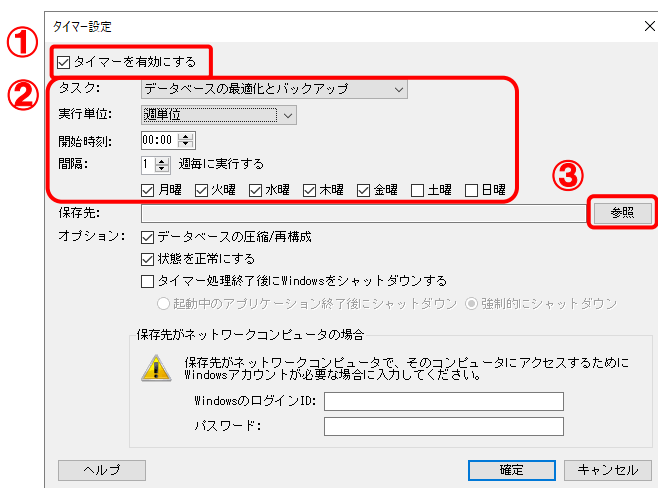 タイマー設定
①
タイマーを有効にする
②
タスク: データベースの最適化とバックアップ
実行単位: 週単位
開始時刻: 00:00
間隔: 1 週毎に実行する
月曜 火曜 水曜 木曜 金曜 土曜 日曜
③
保存先: 参照
オプション: データベースの圧縮/再構成
状態を正常にする
タイマー処理終了後にWindowsをシャットダウンする
起動中のアプリケーション終了後にシャットダウン 強制的にシャットダウン
保存先がネットワークコンピュータの場合
保存先がネットワークコンピュータで、そのコンピュータにアクセスするために
Windowsアカウントが必要な場合に入力してください。
WindowsのログインID:
パスワード:
ヘルプ 確定 キャンセル